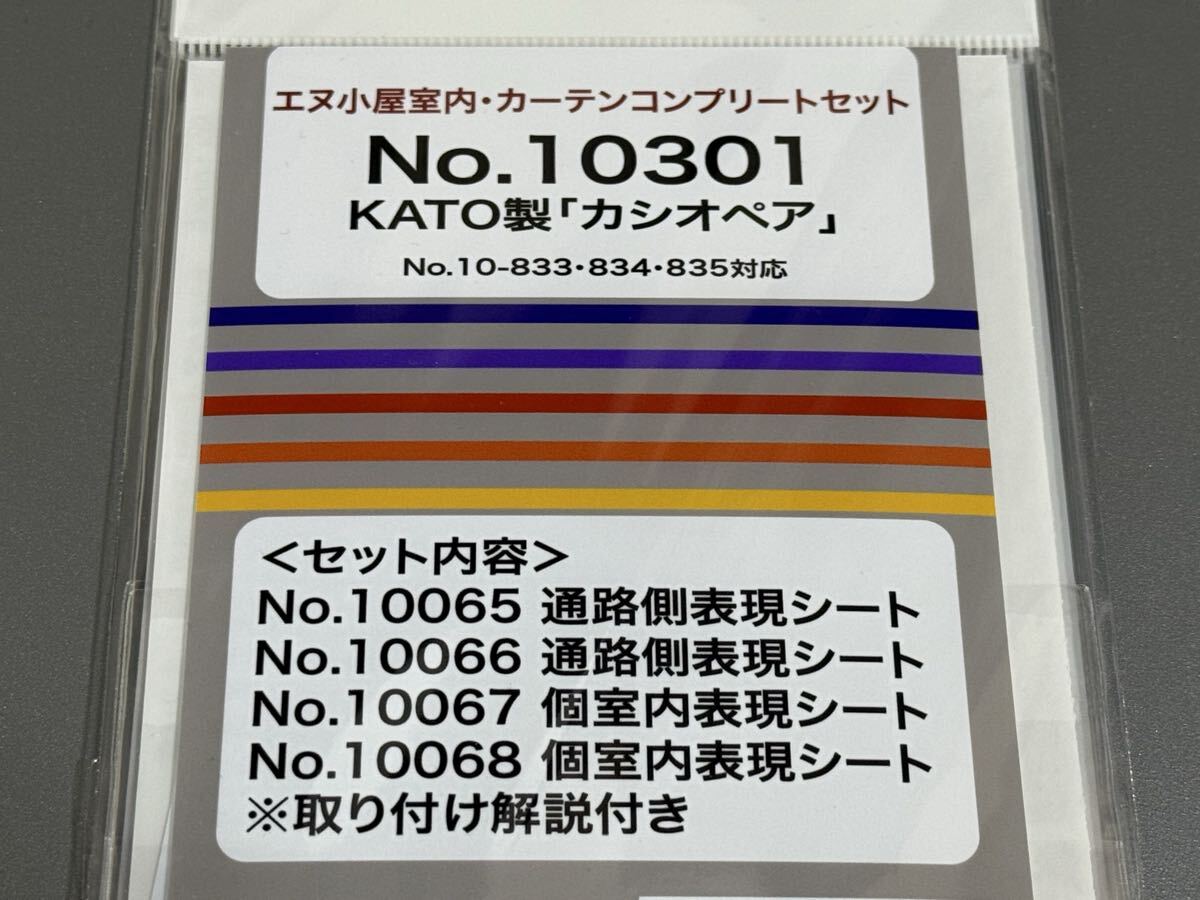 エヌ小屋室内・カーテンコンプリートセット
No.10301
KATO製「カシオペア」
No.10-833・834・835対応
＜セット内容＞
No.10065 通路側表現シート
No.10066 通路側表現シート
No.10067 個室内表現シート
No.10068 個室内表現シート
※取り付け解説付き